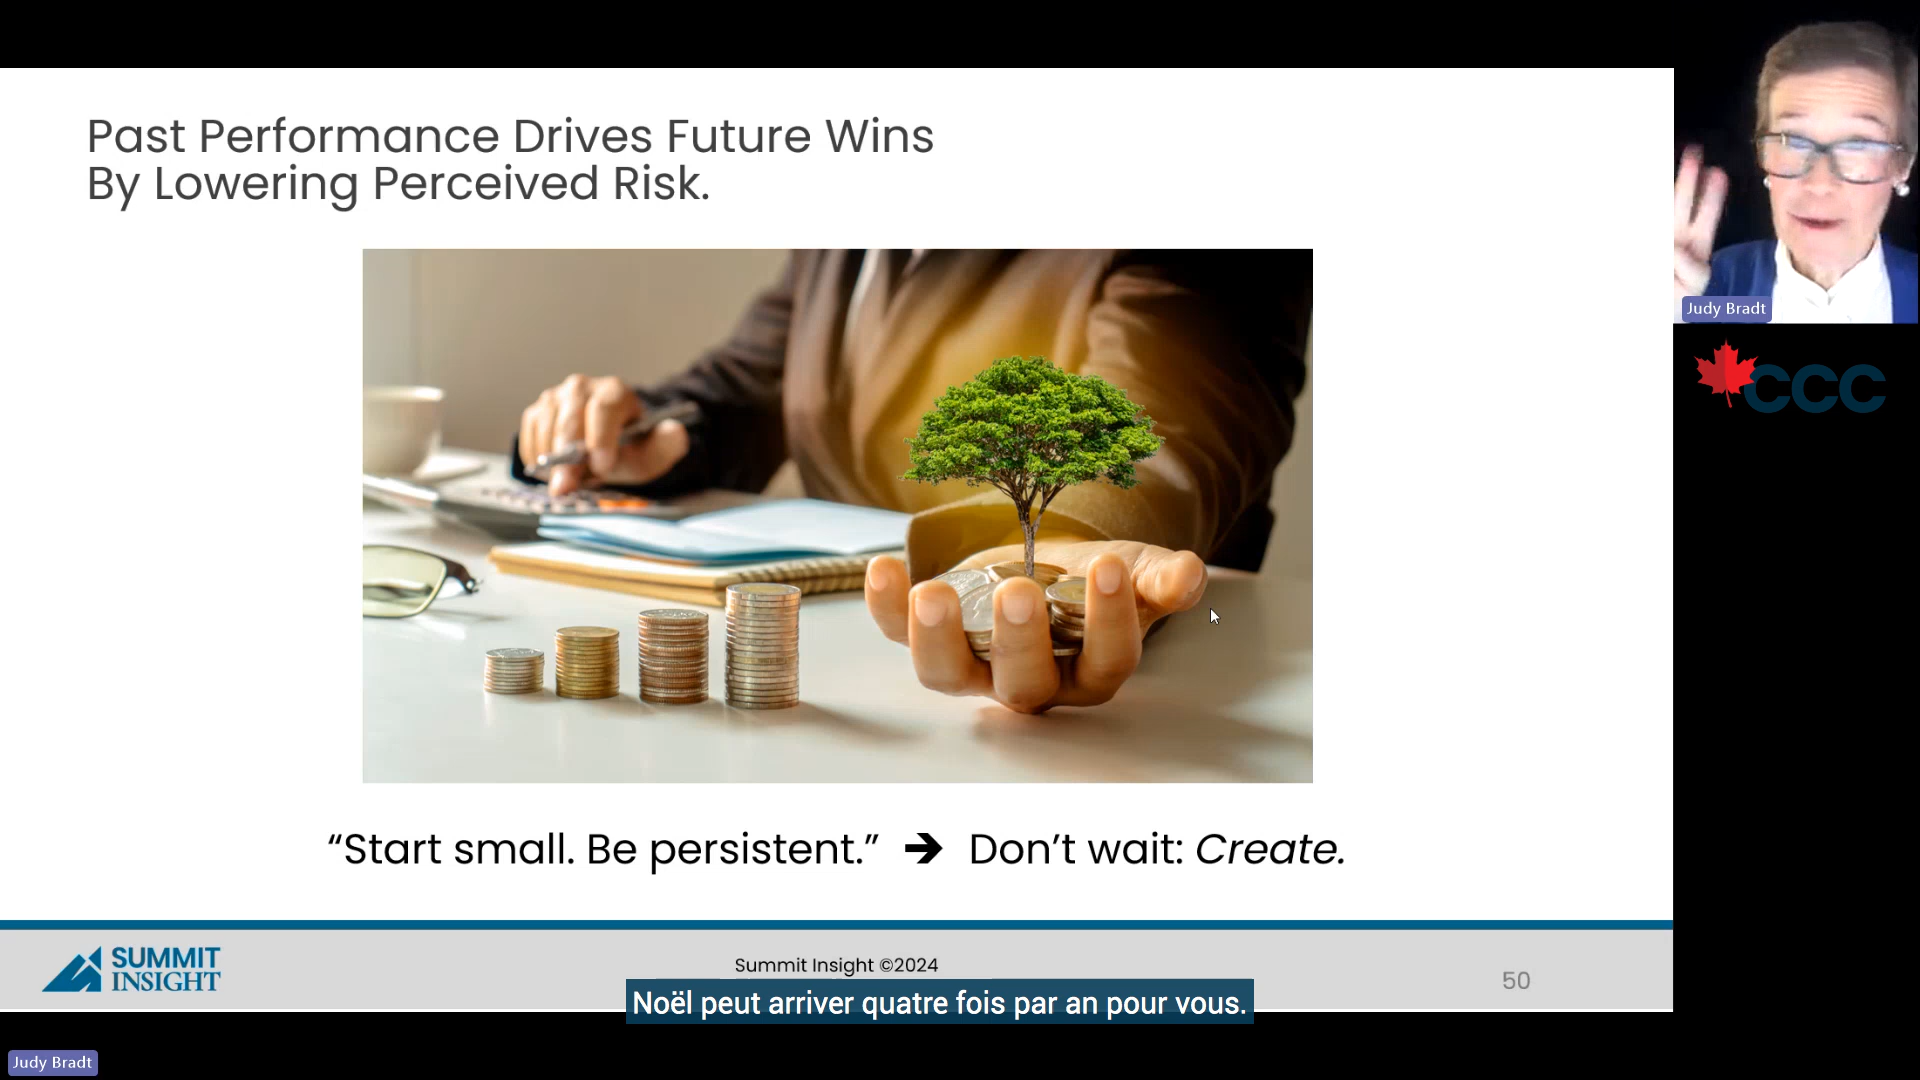 Past Performance Drives Future Wins
By Lowering Perceived Risk.
Judy Bradt
CCC
“Start small. Be persistent.” ➔ Don’t wait: Create.
SUMMIT
INSIGHT
Summit Insight ©2024
50
Noël peut arriver quatre fois par an pour vous.
Judy Bradt